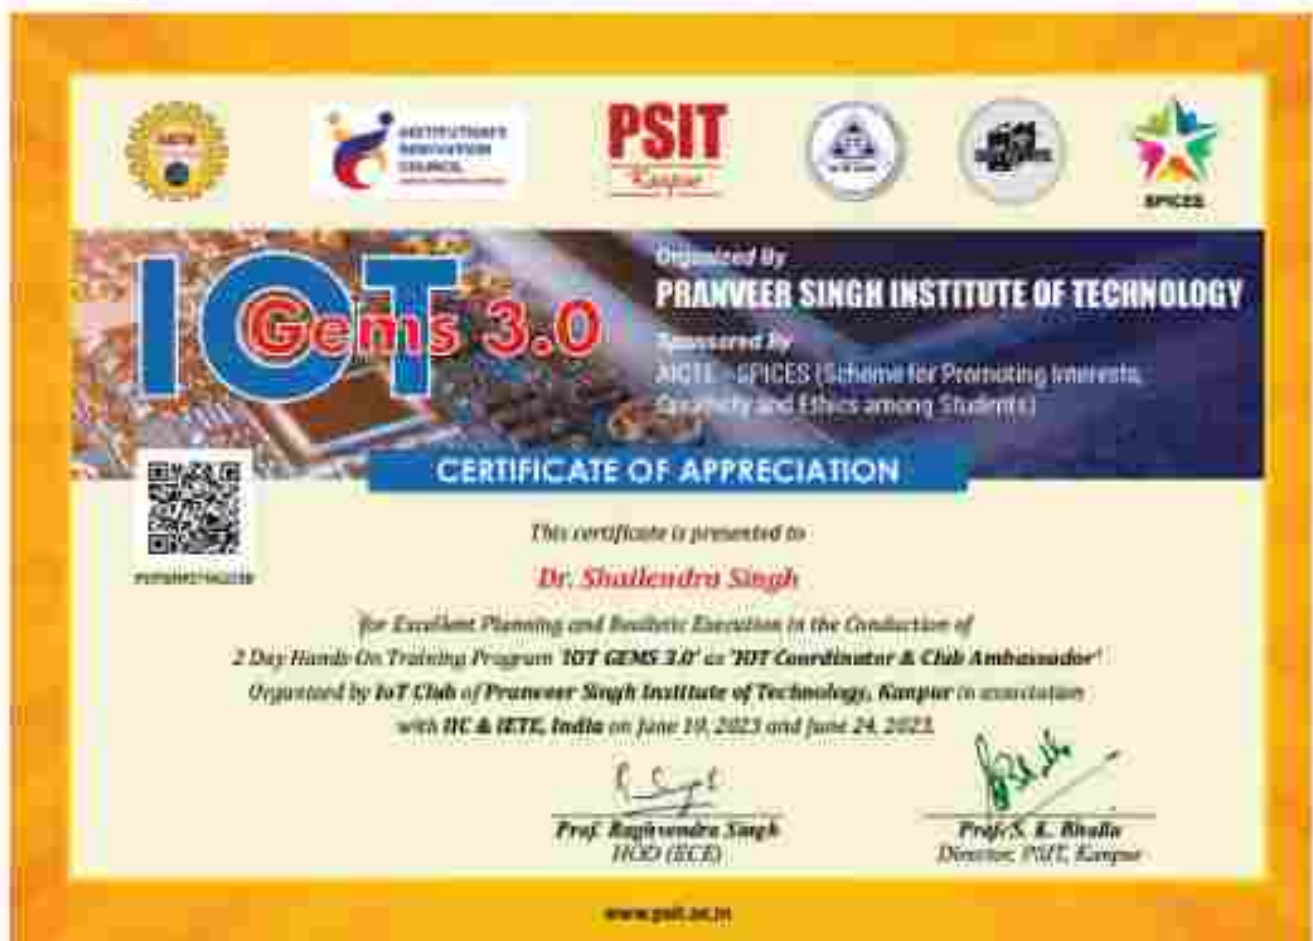 AICTE
INSTITUTION'S
INNOVATION
COUNCIL
PSIT
Kanpur
SPICES
IOT
Gems 3.0
Organized By
PRANVEER SINGH INSTITUTE OF TECHNOLOGY
Sponsored By
AICTE - SPICES (Scheme for Promoting Interests,
Creativity and Ethics among Students)
CERTIFICATE OF APPRECIATION
This certificate is presented to
Dr. Shailendra Singh
for Excellent Planning and Realistic Execution in the Conduction of
2 Day Hands On Training Program 'IOT GEMS 3.0' as 'IOT Coordinator & Club Ambassador'
Organized by IoT Club of Pranveer Singh Institute of Technology, Kanpur in association
with IIC & IETE, India on June 10, 2023 and June 24, 2023.
Prof. Raghvendra Singh
HOD (ECE)
Prof. S. K. Bhalla
Director, PSIT, Kanpur
www.psit.ac.in